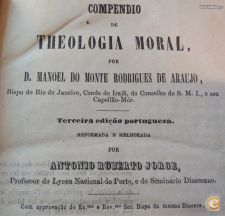 COMPENDIO
DE
THEOLOGIA MORAL,
POR
D. MANOEL DO MONTE RODRIGUES DE ARAUJO,
Bispo do Rio de Janeiro, Conde de Irajá, do Conselho de S. M. I., e seu
Capellão-Mór.
Terceira edição portugueza.
REFORMADA E MELHORADA
POR
ANTONIO ROBERTO JORGE,
Professor do Lyceu Nacional do Porto, e do Seminario Diocesano.
Com approvação do Ex.mo e Rev.mo Snr. Bispo da mesma Diocese.